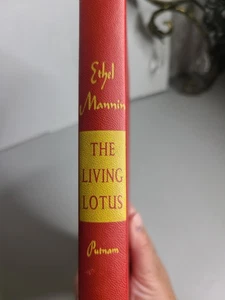 Ethel
Mannin
THE
LIVING
LOTUS
Putnam